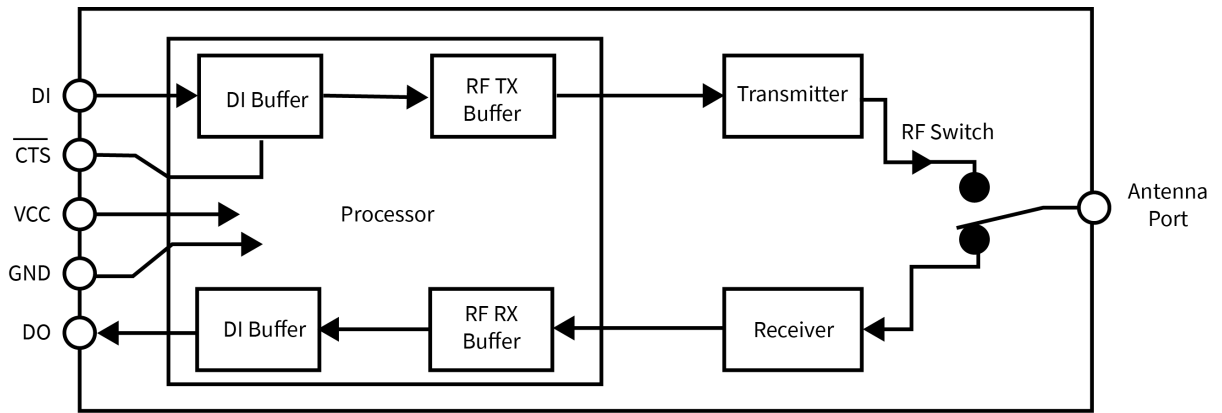 DI
DI Buffer
RF TX
Buffer
Transmitter
RF Switch
CTS
VCC
Processor
Antenna
Port
GND
DO
DI Buffer
RF RX
Buffer
Receiver